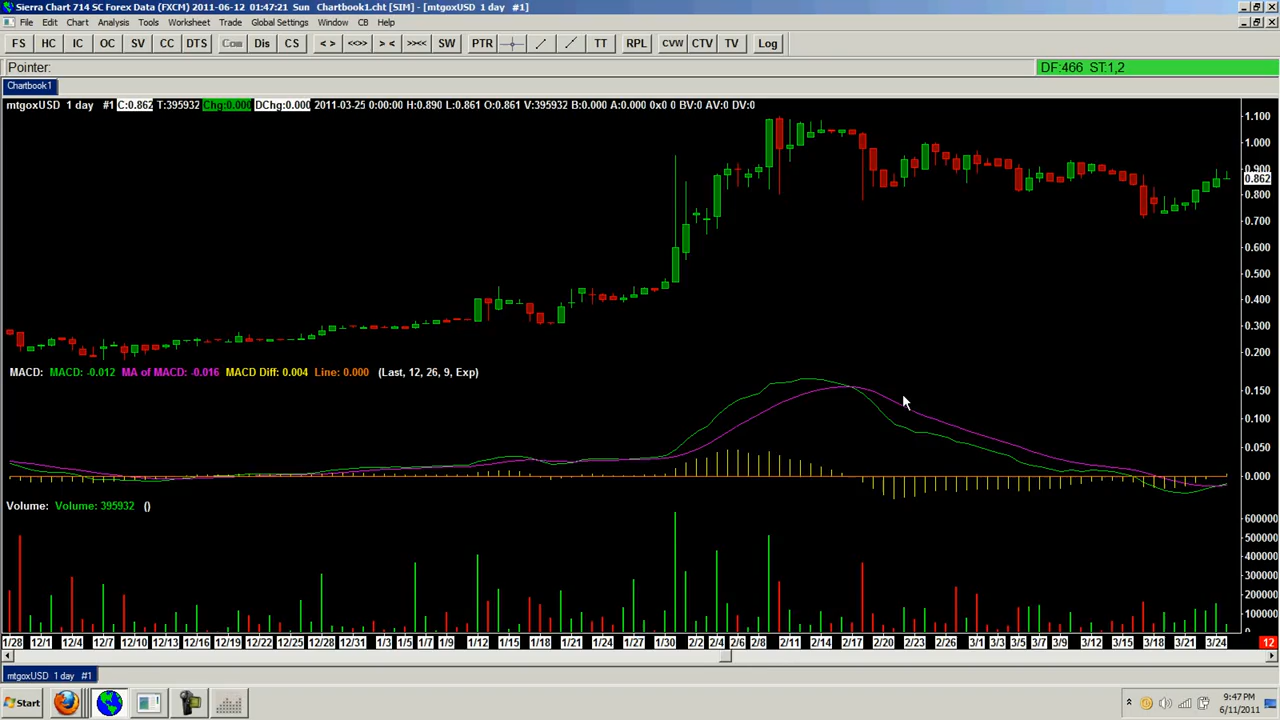 Sierra Chart 714 SC Forex Data (FXCM) 2011-06-12 01:47:21 Sun Chartbook1.cht [SIM] - [mtgoxUSD 1 day #1]
File Edit Chart Analysis Tools Worksheet Trade Global Settings Window CB Help
FS HC IC OC SV CC DTS Com Dis CS < > <<>> > < >><< SW PTR TT RPL CVW CTV TV Log
Pointer: DF:466 ST:1,2
Chartbook1
mtgoxUSD 1 day #1 C:0.862 T:395932 Chg:0.000 DChg:0.000 2011-03-25 0:00:00 H:0.890 L:0.861 O:0.861 V:395932 B:0.000 A:0.000 0x0 0 BV:0 AV:0 DV:0
1.100
1.000
0.862
0.800
0.700
0.600
0.500
0.400
0.300
0.200
MACD: MACD: -0.012 MA of MACD: -0.016 MACD Diff: 0.004 Line: 0.000 (Last, 12, 26, 9, Exp)
0.150
0.100
0.050
0.000
Volume: Volume: 395932 ()
600000
500000
400000
300000
200000
100000
1/28 12/1 12/4 12/7 12/10 12/13 12/16 12/19 12/22 12/25 12/28 12/31 1/3 1/5 1/7 1/9 1/12 1/15 1/18 1/21 1/24 1/27 1/30 2/2 2/4 2/6 2/8 2/11 2/14 2/17 2/20 2/23 2/26 3/1 3/3 3/5 3/7 3/9 3/12 3/15 3/18 3/21 3/24 12
mtgoxUSD 1 day #1
Start 9:47 PM
6/11/2011